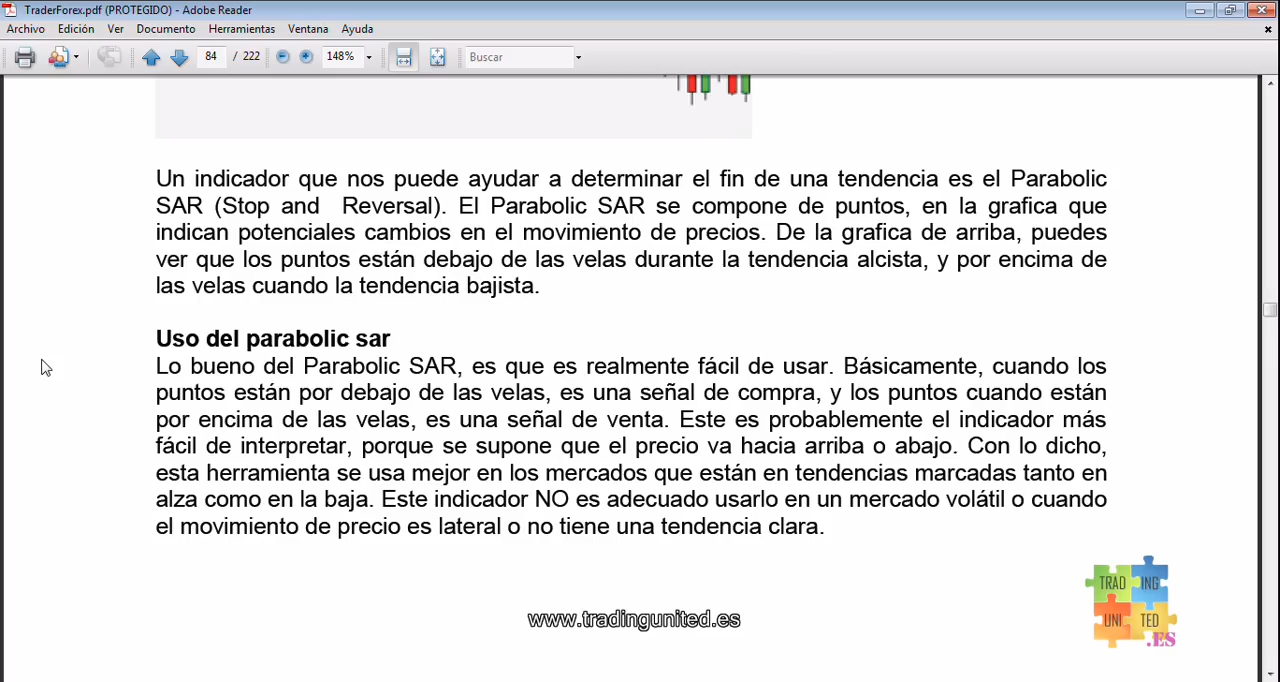 TraderForex.pdf (PROTEGIDO) - Adobe Reader
Archivo Edición Ver Documento Herramientas Ventana Ayuda
84 / 222 148% Buscar
Un indicador que nos puede ayudar a determinar el fin de una tendencia es el Parabolic
SAR (Stop and Reversal). El Parabolic SAR se compone de puntos, en la grafica que
indican potenciales cambios en el movimiento de precios. De la grafica de arriba, puedes
ver que los puntos están debajo de las velas durante la tendencia alcista, y por encima de
las velas cuando la tendencia bajista.
Uso del parabolic sar
Lo bueno del Parabolic SAR, es que es realmente fácil de usar. Básicamente, cuando los
puntos están por debajo de las velas, es una señal de compra, y los puntos cuando están
por encima de las velas, es una señal de venta. Este es probablemente el indicador más
fácil de interpretar, porque se supone que el precio va hacia arriba o abajo. Con lo dicho,
esta herramienta se usa mejor en los mercados que están en tendencias marcadas tanto en
alza como en la baja. Este indicador NO es adecuado usarlo en un mercado volátil o cuando
el movimiento de precio es lateral o no tiene una tendencia clara.
www.tradingunited.es
TRAD ING
UNI TED
.ES